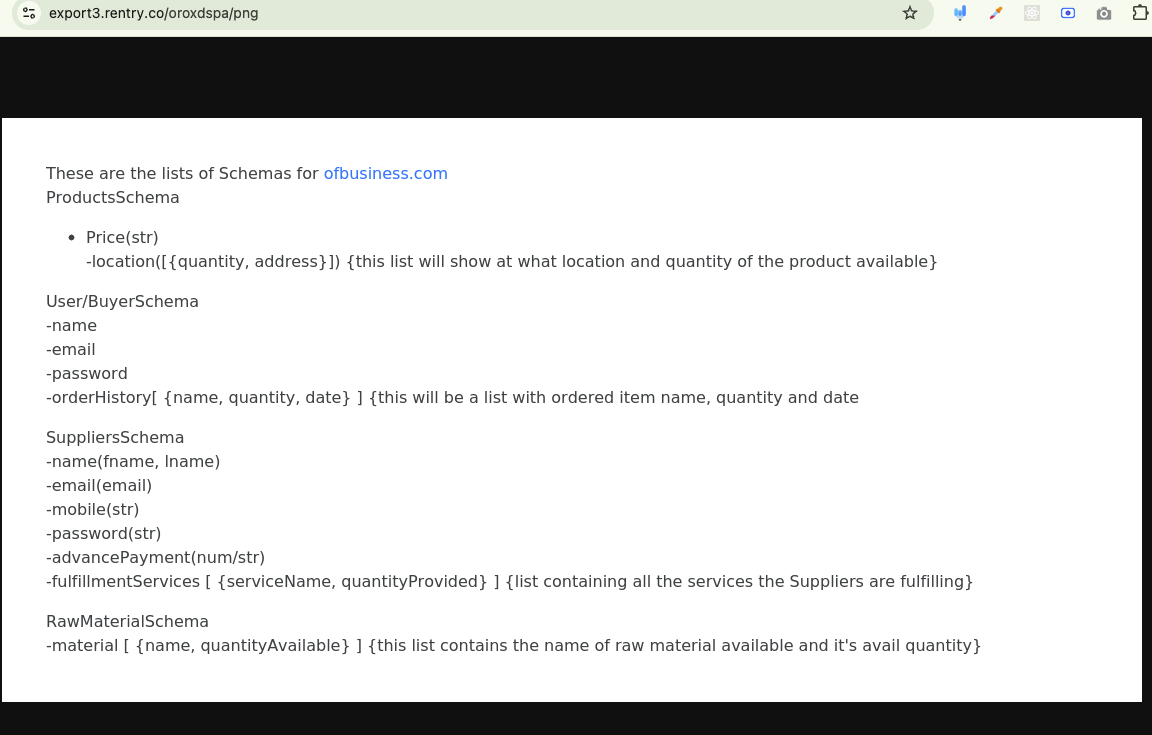 export3.rentry.co/oroxdspa/png
These are the lists of Schemas for ofbusiness.com
ProductsSchema
• Price(str)
-location([{quantity, address}]) {this list will show at what location and quantity of the product available}
User/BuyerSchema
-name
-email
-password
-orderHistory[ {name, quantity, date} ] {this will be a list with ordered item name, quantity and date
SuppliersSchema
-name(fname, lname)
-email(email)
-mobile(str)
-password(str)
-advancePayment(num/str)
-fulfillmentServices [ {serviceName, quantityProvided} ] {list containing all the services the Suppliers are fulfilling}
RawMaterialSchema
-material [ {name, quantityAvailable} ] {this list contains the name of raw material available and it's avail quantity}